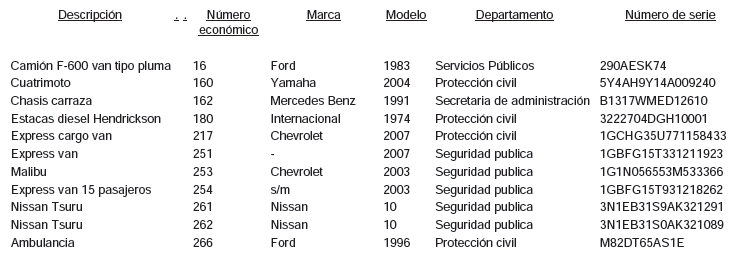 Descripción . . Número económico Marca Modelo Departamento Número de serie
Camión F-600 van tipo pluma 16 Ford 1983 Servicios Públicos 290AESK74
Cuatrimoto 160 Yamaha 2004 Protección civil 5Y4AH9Y14A009240
Chasis carraza 162 Mercedes Benz 1991 Secretaria de administración B1317WMED12610
Estacas diesel Hendrickson 180 Internacional 1974 Protección civil 3222704DGH10001
Express cargo van 217 Chevrolet 2007 Protección civil 1GCHG35U771158433
Express van 251 - 2007 Seguridad publica 1GBFG15T331211923
Malibu 253 Chevrolet 2003 Seguridad publica 1G1N056553M533366
Express van 15 pasajeros 254 s/m 2003 Seguridad publica 1GBFG15T931218262
Nissan Tsuru 261 Nissan 10 Seguridad publica 3N1EB31S9AK321291
Nissan Tsuru 262 Nissan 10 Seguridad publica 3N1EB31S0AK321089
Ambulancia 266 Ford 1996 Protección civil M82DT65AS1E